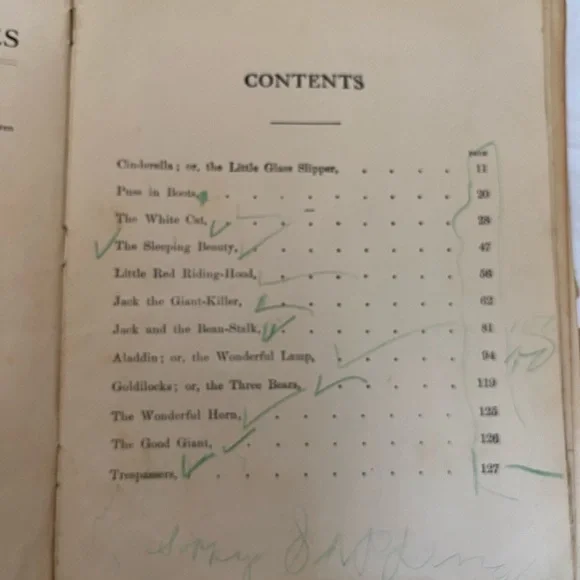 ES
ren
CONTENTS
PAGE
Cinderella; or, the Little Glass Slipper, . . . . 11
Puss in Boots, . . . . . . . . 20
The White Cat, . . . . . . . . 28
The Sleeping Beauty, . . . . . . . 47
Little Red Riding-Hood, . . . . . . . 56
Jack the Giant-Killer, . . . . . . . 62
Jack and the Bean-Stalk, . . . . . . . 81
Aladdin; or, the Wonderful Lamp, . . . . . 94
Goldilocks; or, the Three Bears, . . . . . 119
The Wonderful Horn, . . . . . . . 125
The Good Giant, . . . . . . . . 126
Trespassers, . . . . . . . . . 127